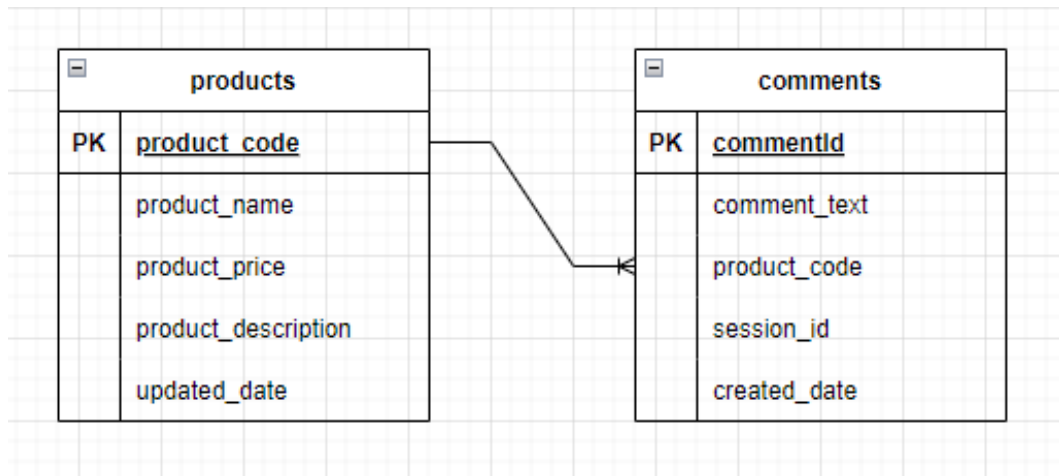 products
PK product_code
product_name
product_price
product_description
updated_date
comments
PK commentId
comment_text
product_code
session_id
created_date